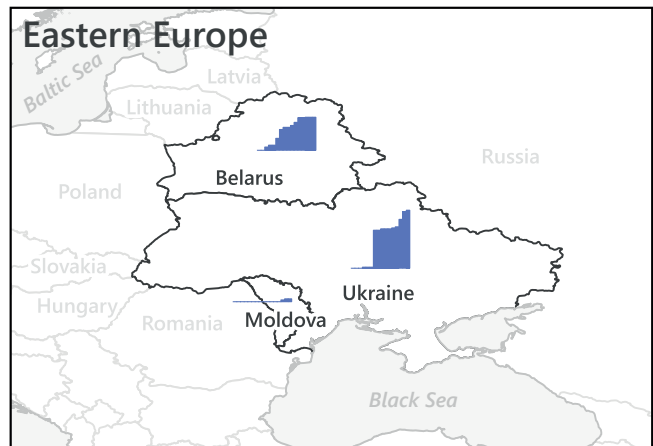 Eastern Europe
Baltic Sea
Latvia
Lithuania
Russia
Belarus
Poland
Slovakia
Ukraine
Hungary
Romania
Moldova
Black Sea